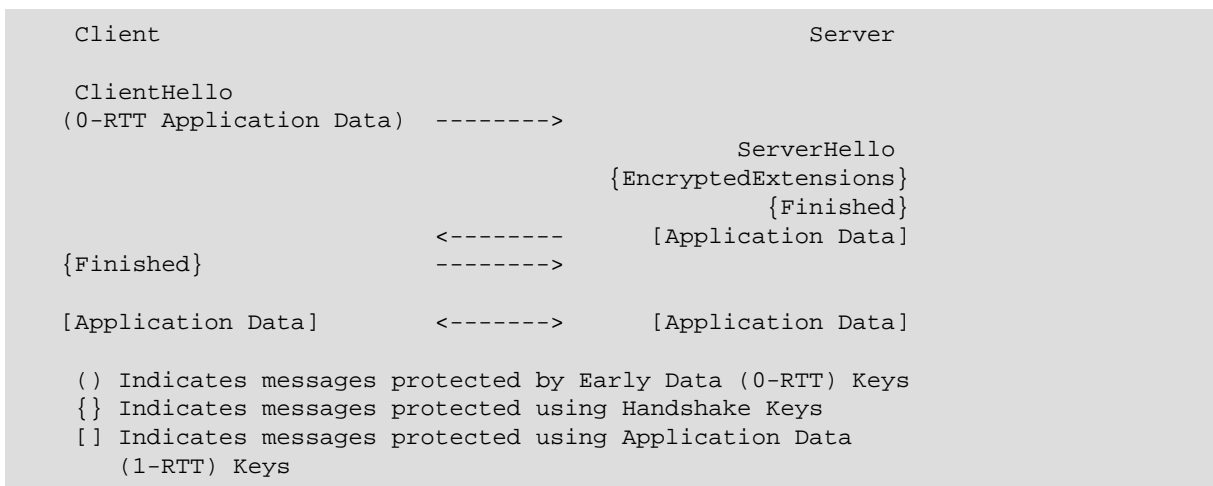 Client                                             Server

ClientHello
(0-RTT Application Data)  -------->
ServerHello
{EncryptedExtensions}
{Finished}
<--------      [Application Data]
{Finished}                -------->

[Application Data]        <------->      [Application Data]

() Indicates messages protected by Early Data (0-RTT) Keys
{} Indicates messages protected using Handshake Keys
[] Indicates messages protected using Application Data
(1-RTT) Keys